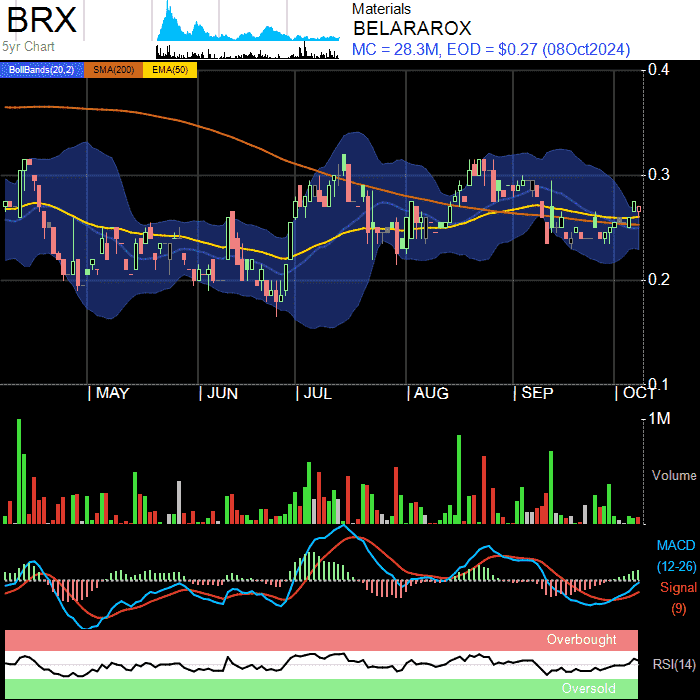 BRX
5yr Chart
Materials
BELARAROX
MC = 28.3M, EOD = $0.27 (08Oct2024)
BollBands(20,2) SMA(200) EMA(50)
0.4
0.3
0.2
0.1
| MAY | JUN | JUL | AUG | SEP | OCT
1M
Volume
MACD
(12-26)
Signal
(9)
Overbought
RSI(14)
Oversold